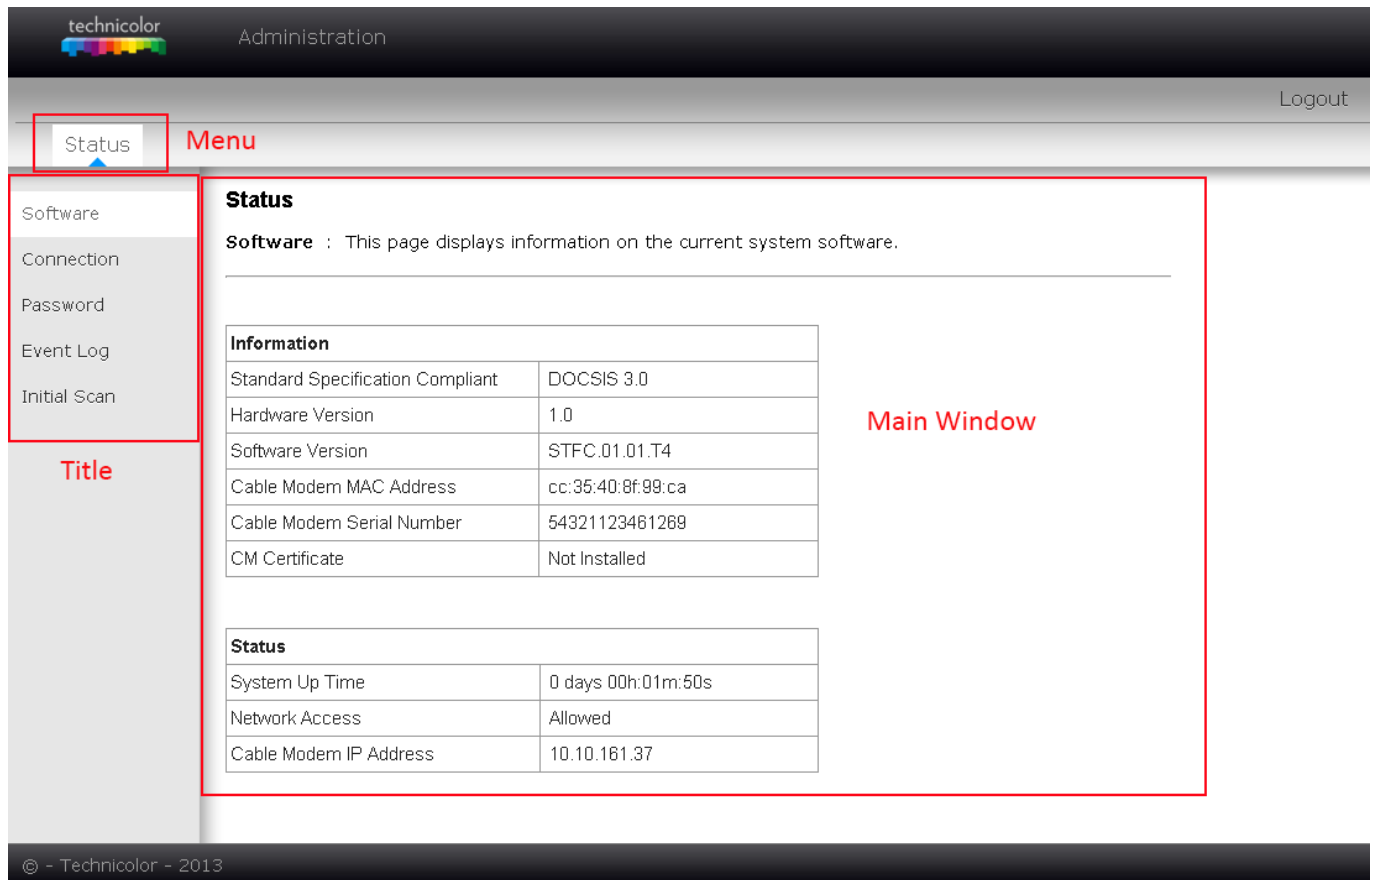 technicolor
Administration
Logout
Status
Menu
Software
Connection
Password
Event Log
Initial Scan
Title
Status
Software : This page displays information on the current system software.
Information
Standard Specification Compliant DOCSIS 3.0
Hardware Version 1.0
Software Version STFC.01.01.T4
Cable Modem MAC Address cc:35:40:8f:99:ca
Cable Modem Serial Number 54321123461269
CM Certificate Not Installed
Main Window
Status
System Up Time 0 days 00h:01m:50s
Network Access Allowed
Cable Modem IP Address 10.10.161.37
© - Technicolor - 2013